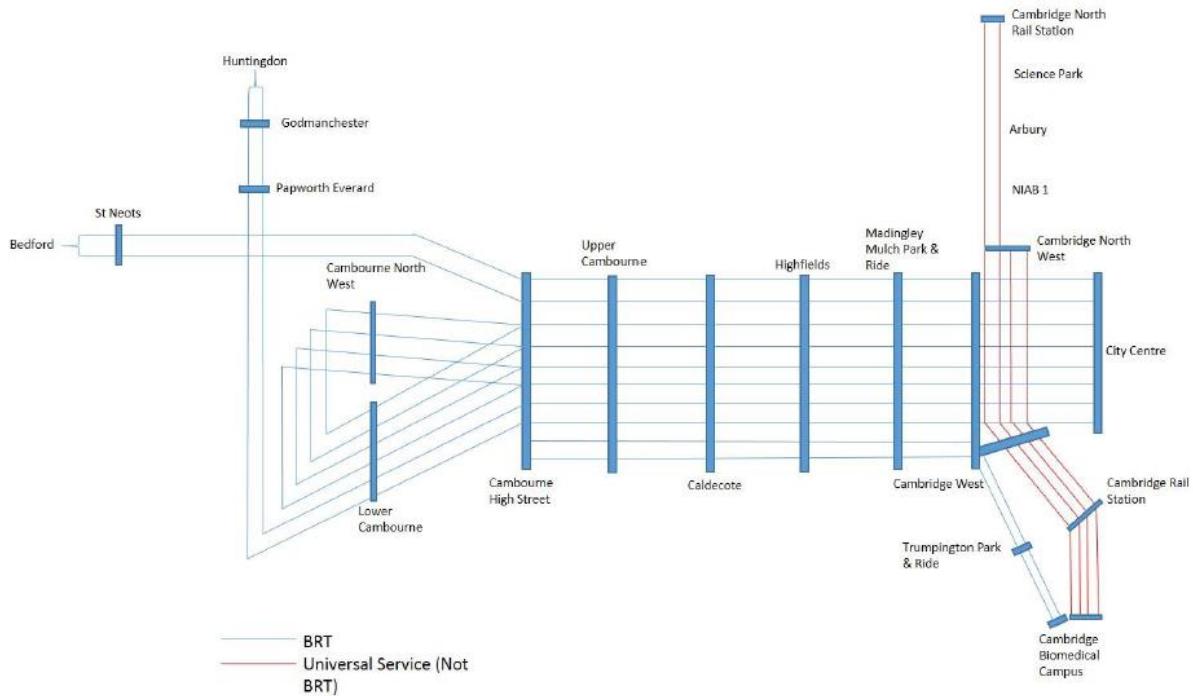 Cambridge North
Rail Station
Huntingdon
Science Park
Godmanchester
Arbury
Papworth Everard
NIAB 1
St Neots
Bedford
Upper
Cambourne
Madingley
Mulch Park &
Ride
Cambridge North
West
Cambourne North
West
Highfields
City Centre
Cambourne
High Street
Caldecote
Cambridge West
Cambridge Rail
Station
Lower
Cambourne
Trumpington Park
& Ride
Cambridge
Biomedical
Campus
BRT
Universal Service (Not
BRT)